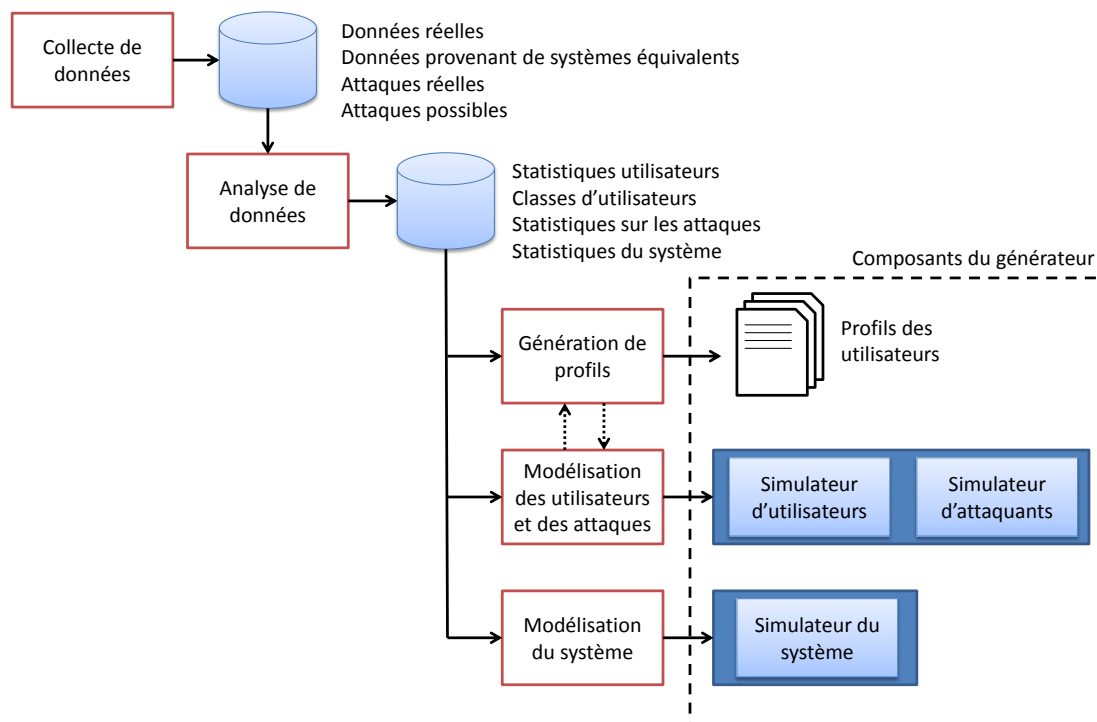 Collecte de
données
Données réelles
Données provenant de systèmes équivalents
Attaques réelles
Attaques possibles
Analyse de
données
Statistiques utilisateurs
Classes d'utilisateurs
Statistiques sur les attaques
Statistiques du système
Composants du générateur
Génération de
profils
Profils des
utilisateurs
Modélisation
des utilisateurs
et des attaques
Simulateur
d'utilisateurs
Simulateur
d'attaquants
Modélisation
du système
Simulateur du
système